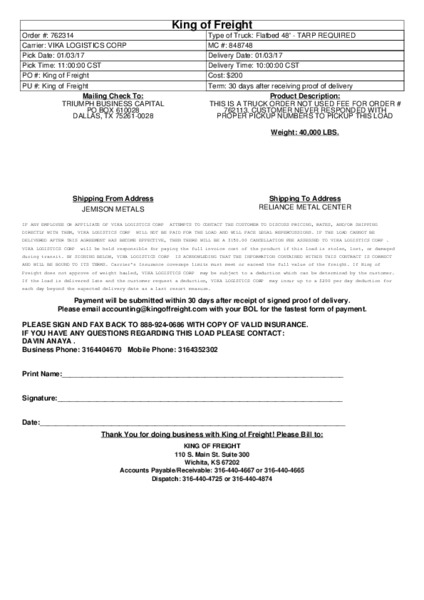 King of Freight
Order #: 762314
Type of Truck: Flatbed 48' - TARP REQUIRED
Carrier: VIKA LOGISTICS CORP
MC #: 848748
Pick Date: 01/03/17
Delivery Date: 01/03/17
Pick Time: 11:00:00 CST
Delivery Time: 10:00:00 CST
PO #: King of Freight
Cost: $200
PU #: King of Freight
Term: 30 days after receiving proof of delivery
Mailing Check To:
TRIUMPH BUSINESS CAPITAL
PO BOX 610028
DALLAS, TX 75261-0028
Product Description:
THIS IS A TRUCK ORDER NOT USED FEE FOR ORDER #
762113. CUSTOMER NEVER RESPONDED WITH
PROPER PICKUP NUMBERS TO PICKUP THIS LOAD
Weight: 40,000 LBS.
Shipping From Address
JEMISON METALS
Shipping To Address
RELIANCE METAL CENTER
IF ANY EMPLOYEE OR AFFILIATE OF VIKA LOGISTICS CORP ATTEMPTS TO CONTACT THE CUSTOMER TO DISCUSS PRICING, RATES, AND/OR SHIPPING
DIRECTLY WITH THEM, VIKA LOGISTICS CORP WILL NOT BE PAID FOR THE LOAD AND WILL FACE LEGAL REPERCUSSIONS. IF THE LOAD CANNOT BE
DELIVERED AFTER THIS AGREEMENT HAS BECOME EFFECTIVE, THEN THERE WILL BE A $150.00 CANCELLATION FEE ASSESSED TO VIKA LOGISTICS CORP .
VIKA LOGISTICS CORP will be held responsible for paying the full invoice cost of the product if this load is stolen, lost, or damaged
during transit. BY SIGNING BELOW, VIKA LOGISTICS CORP IS ACKNOWLEDGING THAT THE INFORMATION CONTAINED WITHIN THIS CONTRACT IS CORRECT
AND WILL BE BOUND TO ITS TERMS. Carrier's Insurance coverage limits must meet or exceed the full value of the freight. If King of
Freight does not approve of weight hauled, VIKA LOGISTICS CORP may be subject to a deduction which can be determined by the customer.
If the load is delivered late and the customer request a deduction, VIKA LOGISTICS CORP may incur up to a $200 per day deduction for
each day beyond the expected delivery date as a last resort measure.
Payment will be submitted within 30 days after receipt of signed proof of delivery.
Please email accounting@kingoffreight.com with your BOL for the fastest form of payment.
PLEASE SIGN AND FAX BACK TO 888-924-0686 WITH COPY OF VALID INSURANCE.
IF YOU HAVE ANY QUESTIONS REGARDING THIS LOAD PLEASE CONTACT:
DAVIN ANAYA .
Business Phone: 3164404670 Mobile Phone: 3164352302
Print Name:
Signature:
Date:
Thank You for doing business with King of Freight! Please Bill to:
KING OF FREIGHT
110 S. Main St. Suite 300
Wichita, KS 67202
Accounts Payable/Receivable: 316-440-4667 or 316-440-4665
Dispatch: 316-440-4725 or 316-440-4874